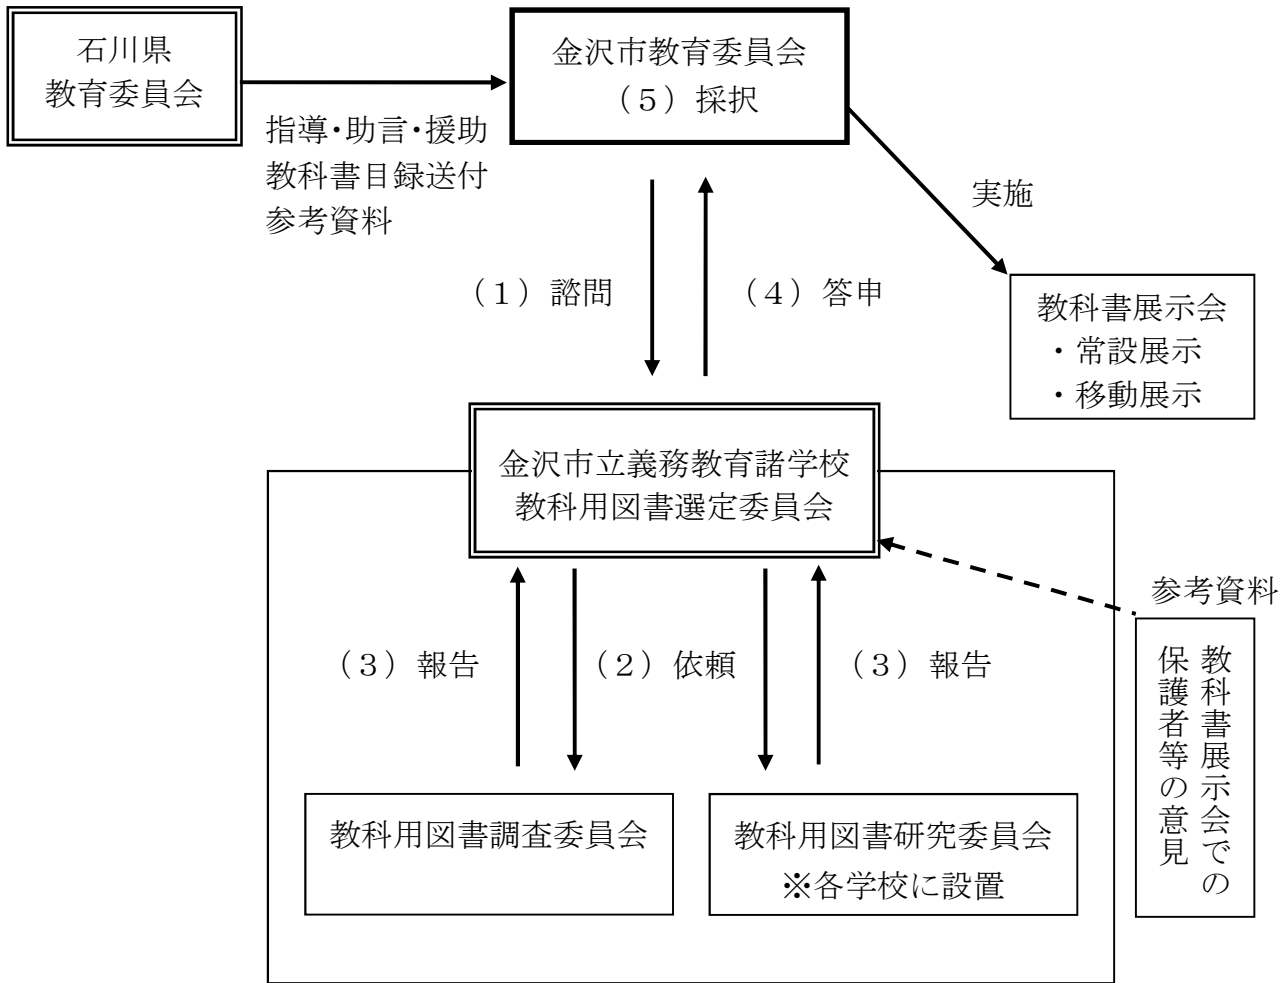 石川県
教育委員会
金沢市教育委員会
（５）採択
指導・助言・援助
教科書目録送付
参考資料
実施
（１）諮問
（４）答申
教科書展示会
・常設展示
・移動展示
金沢市立義務教育諸学校
教科用図書選定委員会
参考資料
教科書展示会での
保護者等の意見
（３）報告
（２）依頼
（３）報告
教科用図書調査委員会
教科用図書研究委員会
※各学校に設置